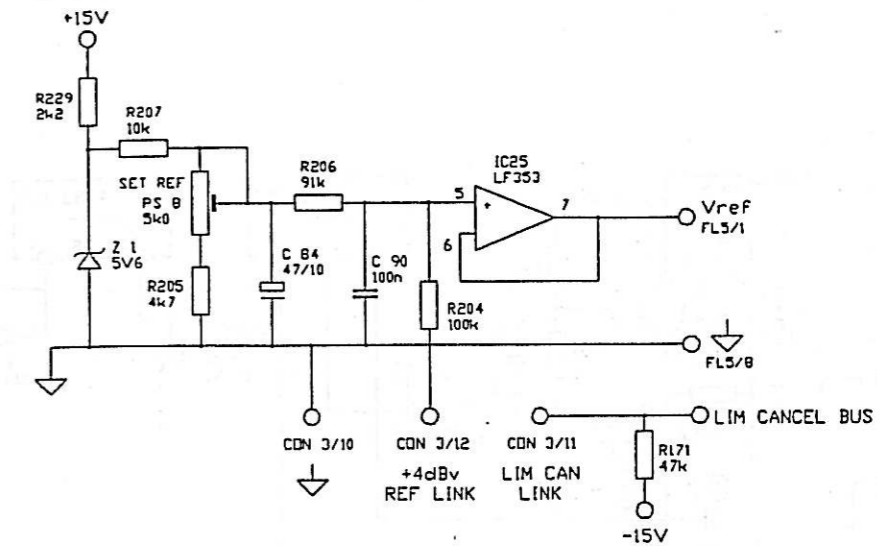 +15V
R229
2k2
R207
10k
SET REF
PS 8
5k0
R206
91k
IC25
LF353
5
+
7
6
Vref
FL5/1
Z 1
5V6
R205
4k7
C 84
47/10
C 90
100n
R204
100k
FL5/8
CON 3/10
CON 3/12
CON 3/11
LIM CANCEL BUS
+4dBv
REF LINK
LIM CAN
LINK
R171
47k
-15V